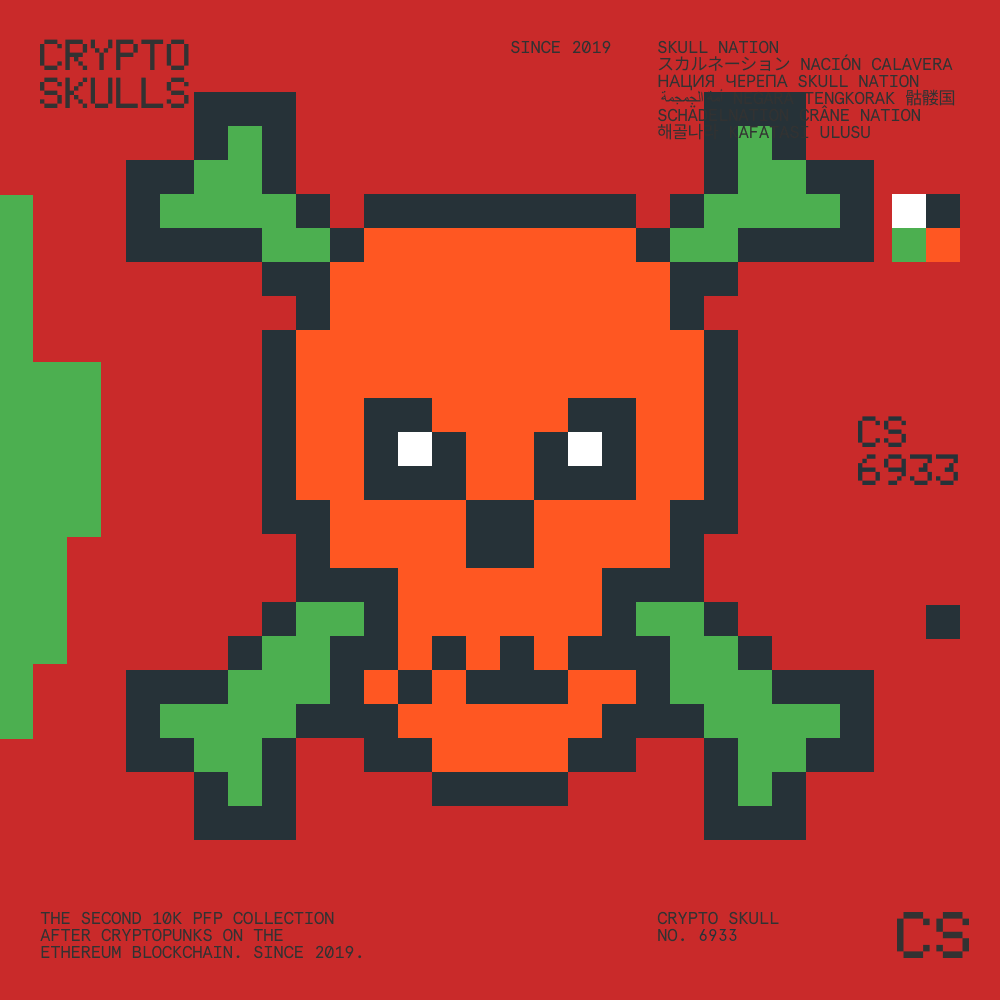 CRYPTO
SKULLS
SINCE 2019
SKULL NATION
スカルネーション NACIÓN CALAVERA
НАЦИЯ ЧЕРЕПА SKULL NATION
الجمجمة TENGKORAK 骷髅国
CRÂNE NATION
해골 ULUSU
CS
6933
THE SECOND 10K PFP COLLECTION
AFTER CRYPTOPUNKS ON THE
ETHEREUM BLOCKCHAIN. SINCE 2019.
CRYPTO SKULL
NO. 6933
CS